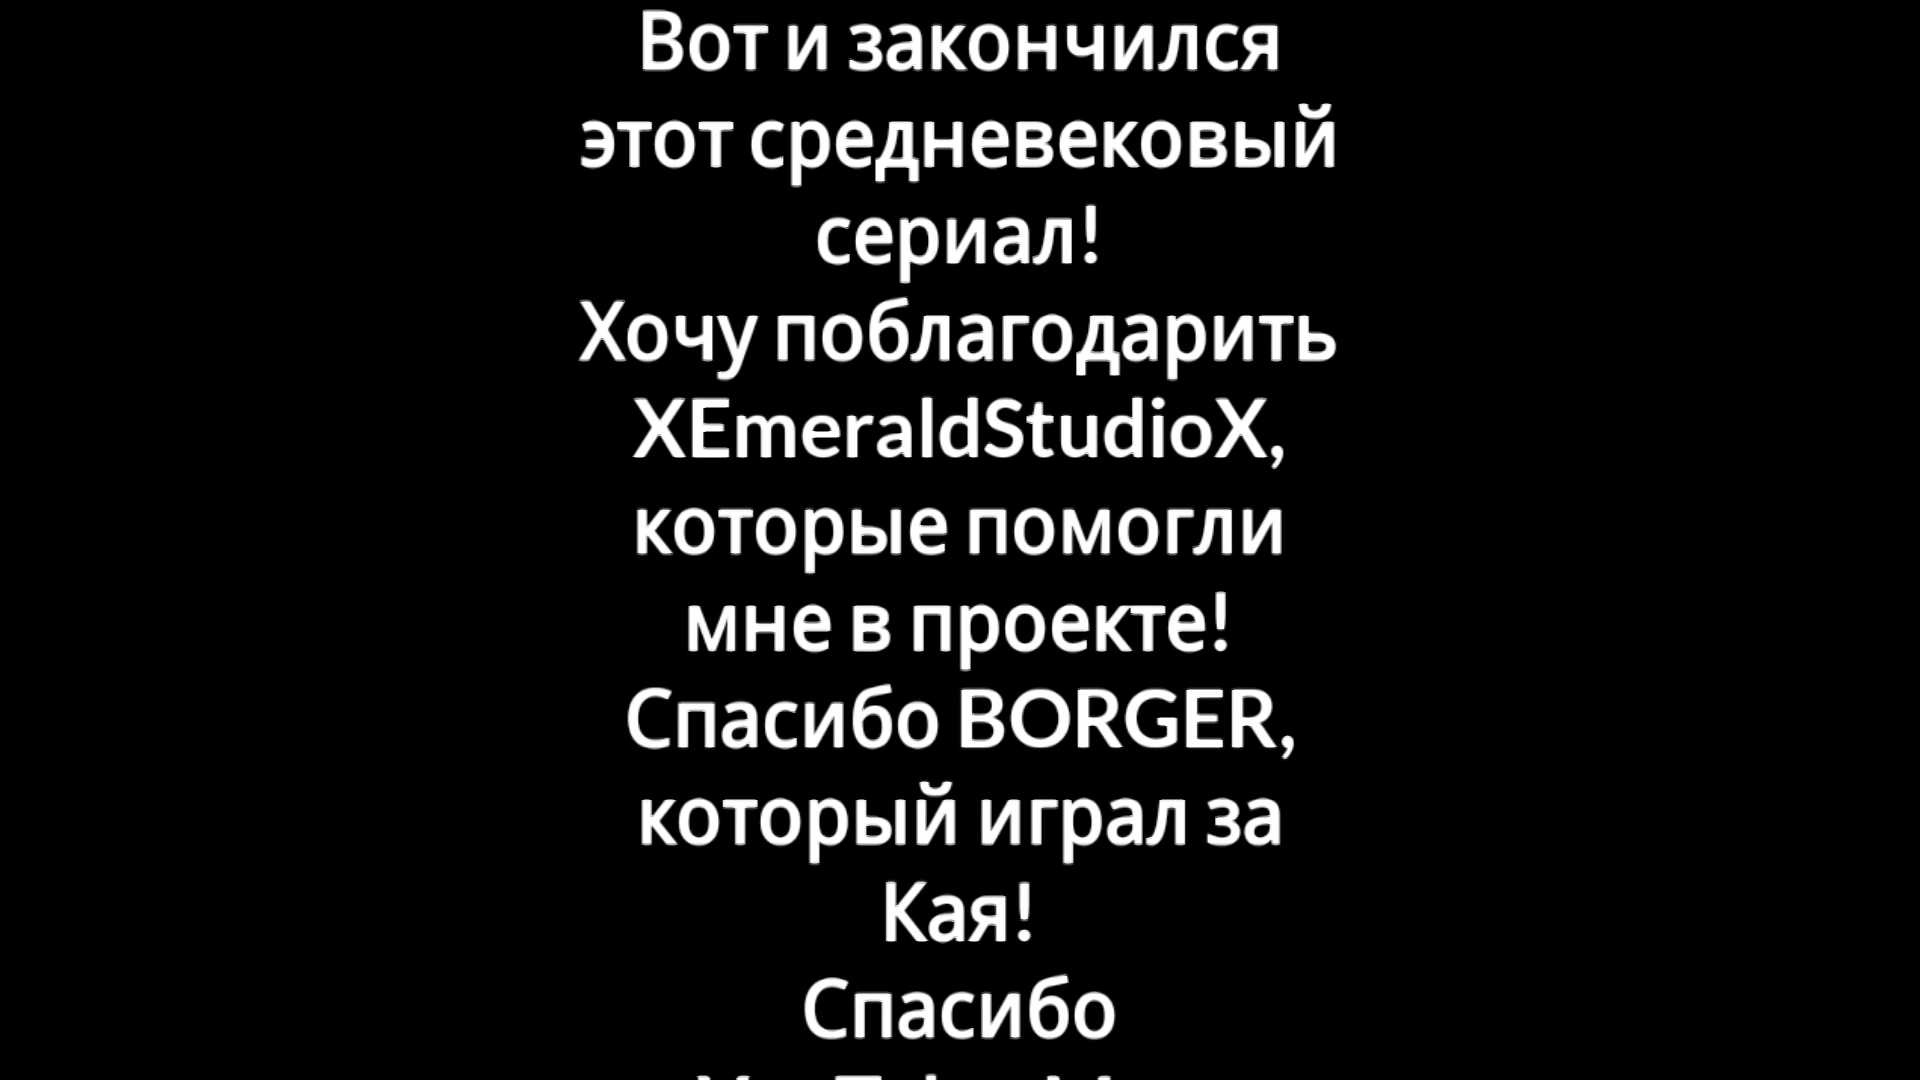 Вот и закончился
этот средневековый
сериал!
Хочу поблагодарить
XEmeraldStudioX,
которые помогли
мне в проекте!
Спасибо BORGER,
который играл за
Кая!
Спасибо